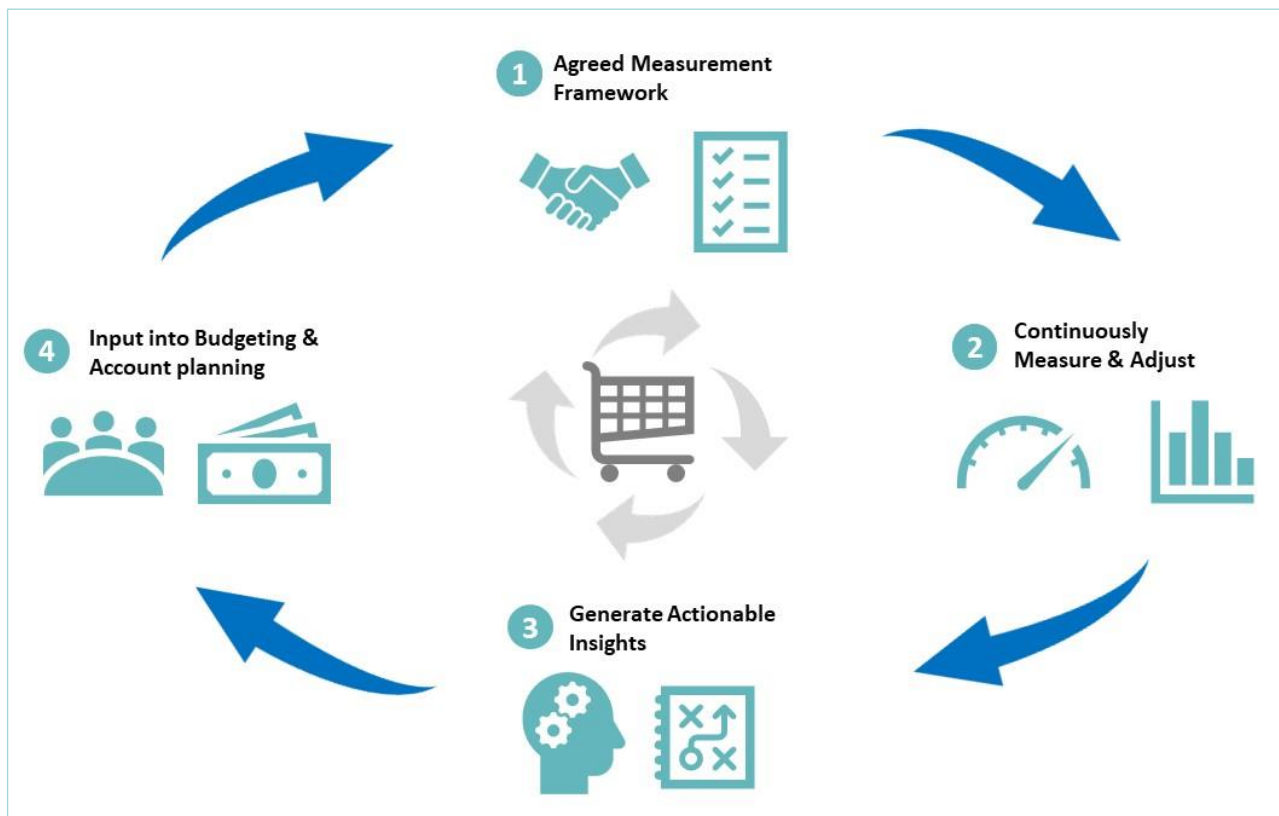 1
Agreed Measurement
Framework
2
Continuously
Measure & Adjust
3
Generate Actionable
Insights
4
Input into Budgeting &
Account planning